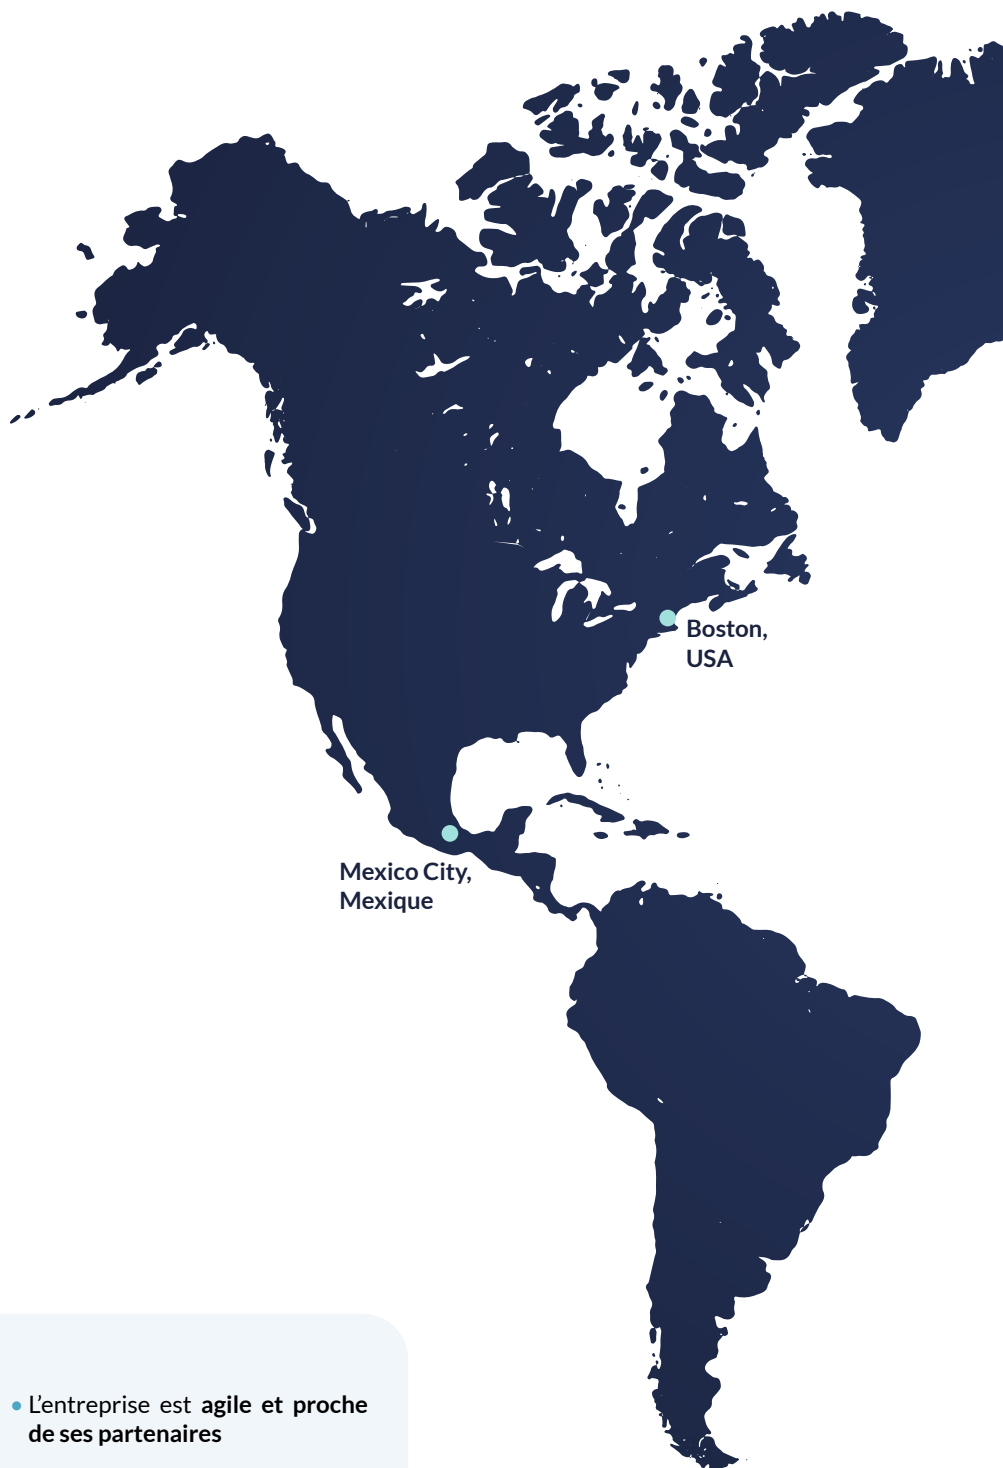 Boston,
USA
Mexico City,
Mexique
• L’entreprise est agile et proche
de ses partenaires